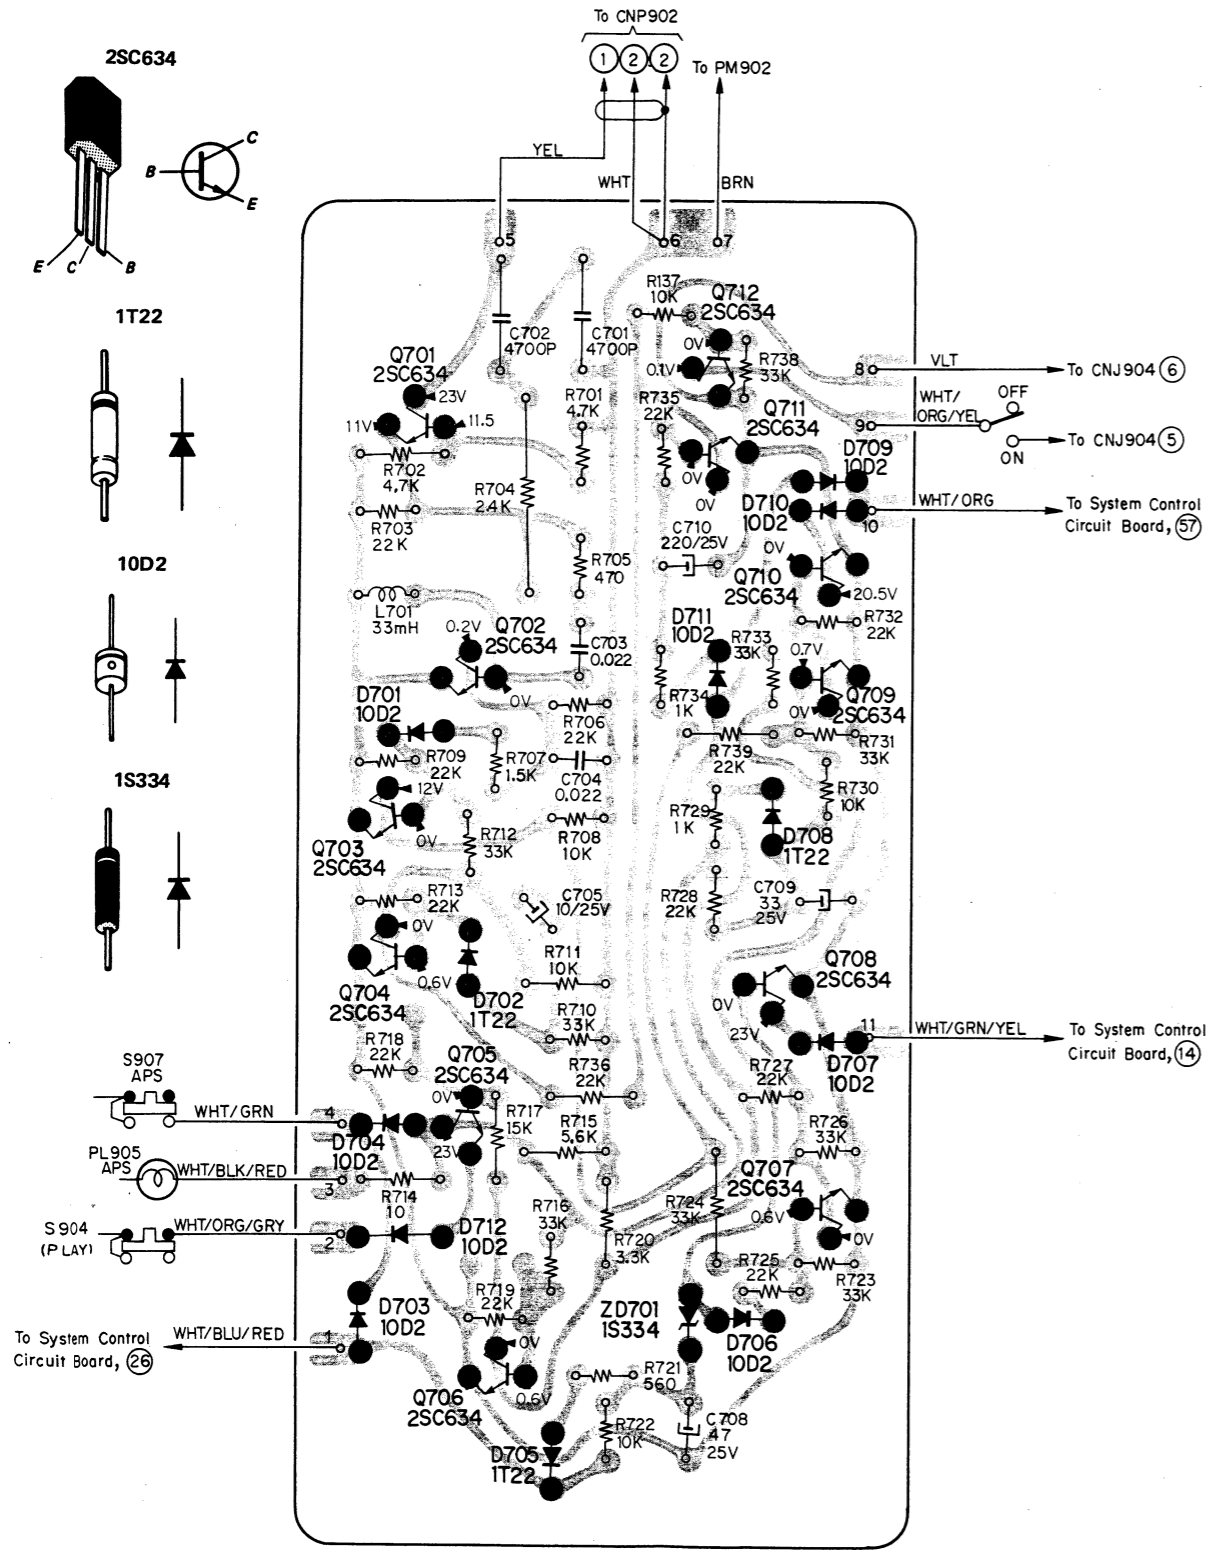 To CNP902
1 2 2
To PM902
2SC634
C
B
E
E C B
YEL
WHT
BRN
5
6
7
1T22
10D2
1S334
R137
10K
Q712
2SC634
0V
0.1V
C702
4700P
C701
4700P
R738
33K
Q701
2SC634
23V
11V
11.5
R701
4.7K
R735
22K
Q711
2SC634
0V
0V
8
VLT
To CNJ904 6
WHT/
ORG/YEL
9
OFF
ON
To CNJ904 5
R702
4.7K
R704
2.4K
D709
10D2
D710
10D2
10
WHT/ORG
To System Control
Circuit Board, 57
R703
22K
C710
220/25V
R705
470
0V
Q710
2SC634
20.5V
L701
33mH
0.2V
Q702
2SC634
0V
C703
0.022
D711
10D2
R733
33K
R732
22K
0.7V
D701
10D2
R734
1K
Q709
2SC634
0V
R706
22K
R709
22K
R707
1.5K
R739
22K
R731
33K
C704
0.022
12V
0V
R730
10K
R729
1K
Q703
2SC634
R712
33K
R708
10K
D708
1T22
R713
22K
C705
10/25V
R728
22K
C709
33
25V
0V
0.6V
R711
10K
Q708
2SC634
0V
23V
Q704
2SC634
D702
1T22
R710
33K
11
WHT/GRN/YEL
To System Control
Circuit Board, 14
R718
22K
Q705
2SC634
R736
22K
R727
22K
D707
10D2
S907
APS
WHT/GRN
4
0V
23V
R717
15K
R715
5.6K
R726
33K
D704
10D2
PL905
APS
WHT/BLK/RED
3
Q707
2SC634
0.6V
0V
R714
10
R716
33K
R724
33K
S904
(PLAY)
WHT/ORG/GRY
2
D712
10D2
R720
3.3K
R725
22K
R723
33K
R719
22K
D703
10D2
ZD701
1S334
D706
10D2
To System Control
Circuit Board, 26
WHT/BLU/RED
1
0V
0.6V
Q706
2SC634
R721
560
R722
10K
C708
47
25V
D705
1T22